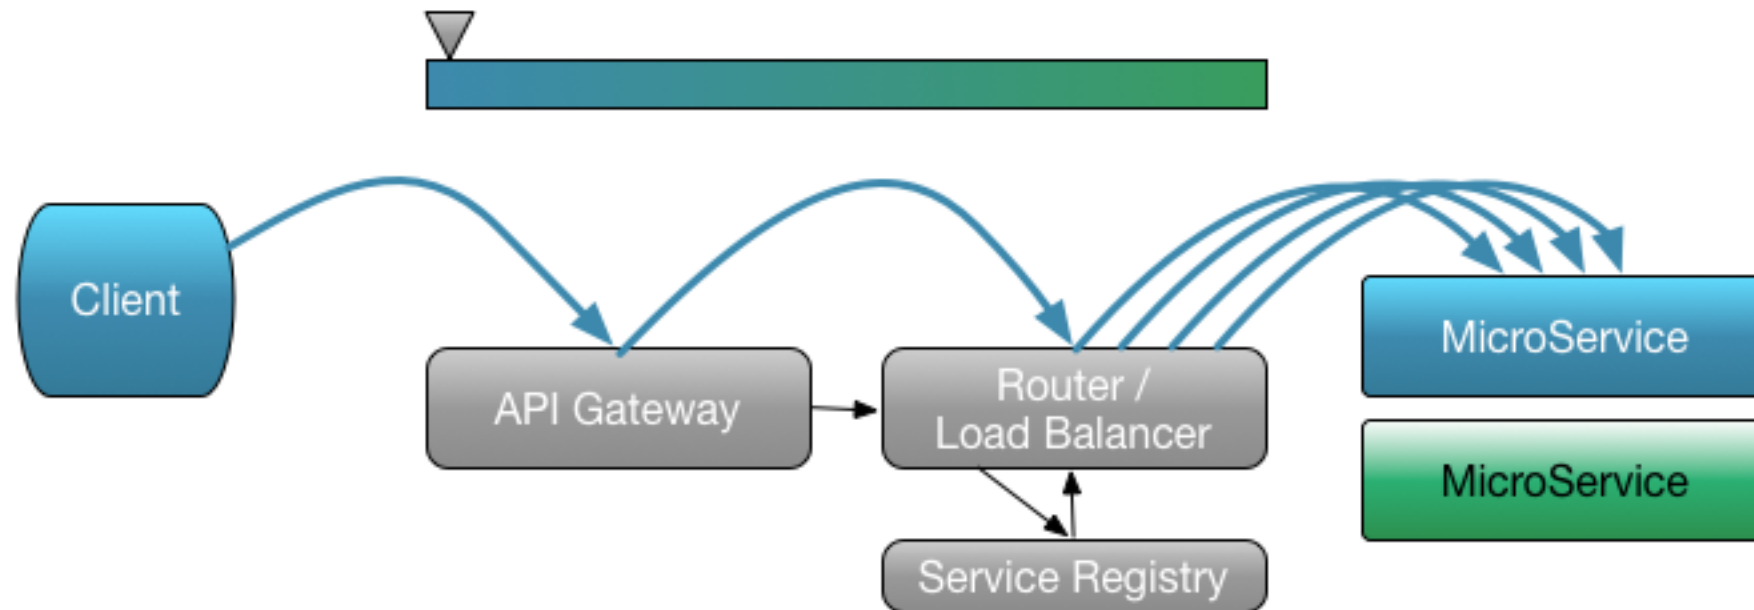 Client
API Gateway
Router /
Load Balancer
MicroService
MicroService
Service Registry